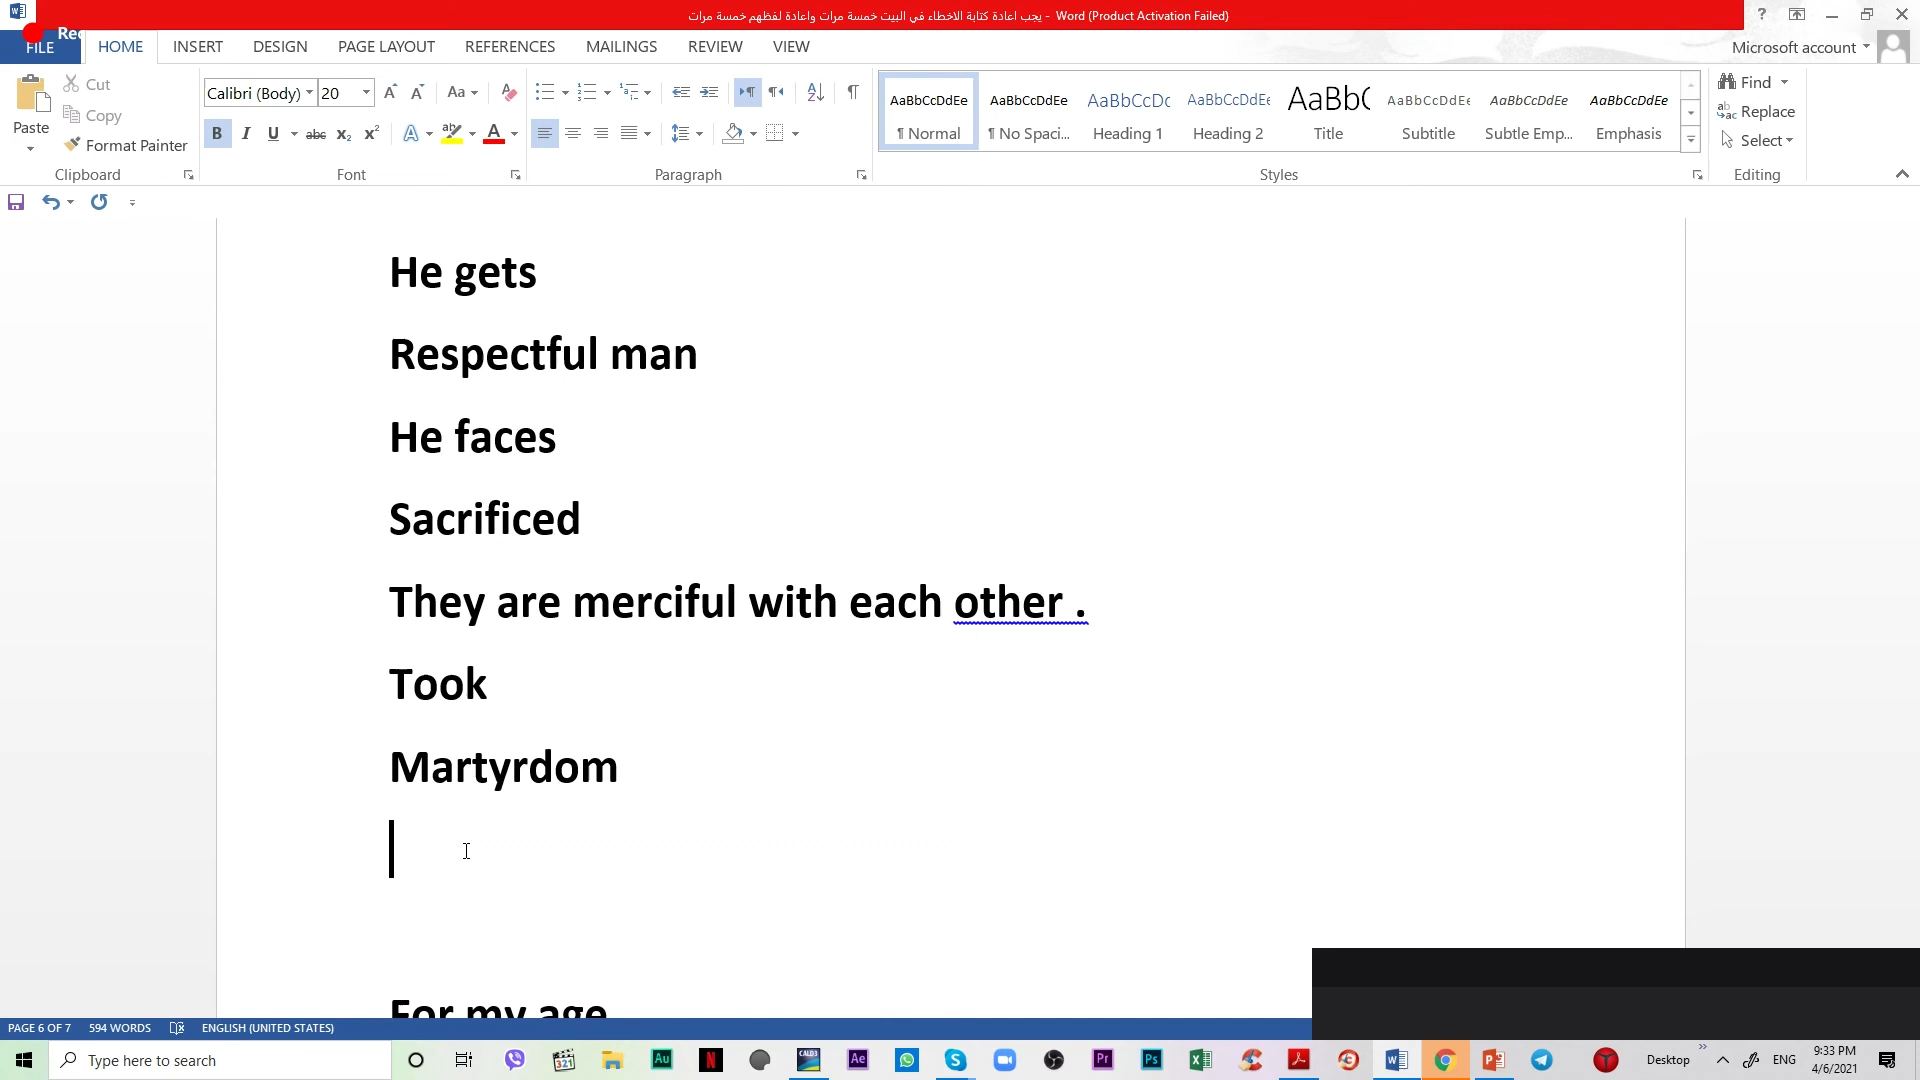 يجب اعادة كتابة الاخطاء في البيت خمسة مرات واعادة لفظهم خمسة مرات - Word (Product Activation Failed)
Rec
FILE HOME INSERT DESIGN PAGE LAYOUT REFERENCES MAILINGS REVIEW VIEW Microsoft account
Paste Cut
Copy
Format Painter
Clipboard
Calibri (Body) 20
Font
Paragraph
AaBbCcDdEe AaBbCcDdEe AaBbCcDc AaBbCcDdEe AaBbC AaBbCcDdEe AaBbCcDdEe AaBbCcDdEe
¶ Normal ¶ No Spaci... Heading 1 Heading 2 Title Subtitle Subtle Emp... Emphasis
Styles
Find
Replace
Select
Editing
He gets
Respectful man
He faces
Sacrificed
They are merciful with each other .
Took
Martyrdom
For my age
PAGE 6 OF 7 594 WORDS ENGLISH (UNITED STATES)
Type here to search
Desktop ENG 9:33 PM
4/6/2021